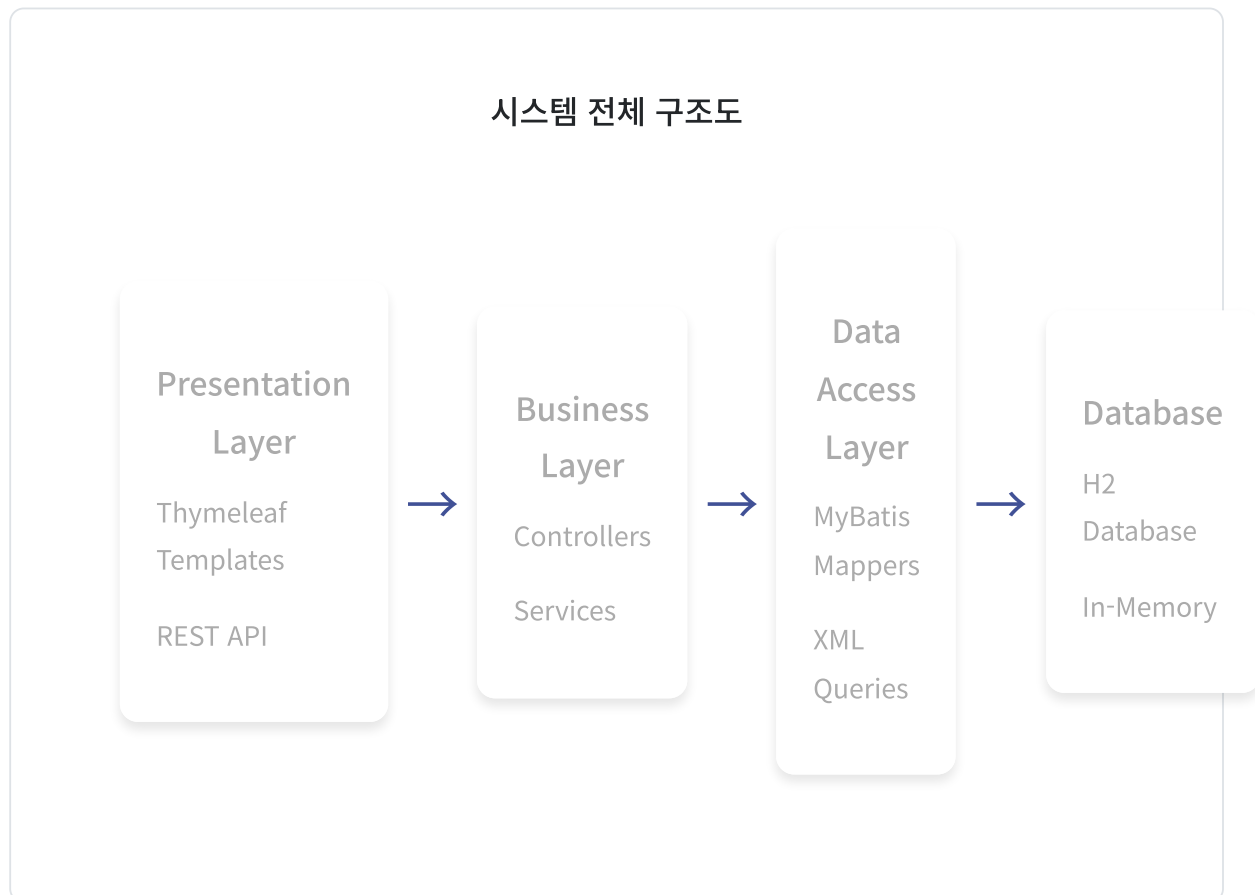 시스템 전체 구조도
Presentation
Layer
Thymeleaf
Templates
REST API
Business
Layer
Controllers
Services
Data
Access
Layer
MyBatis
Mappers
XML
Queries
Database
H2
Database
In-Memory